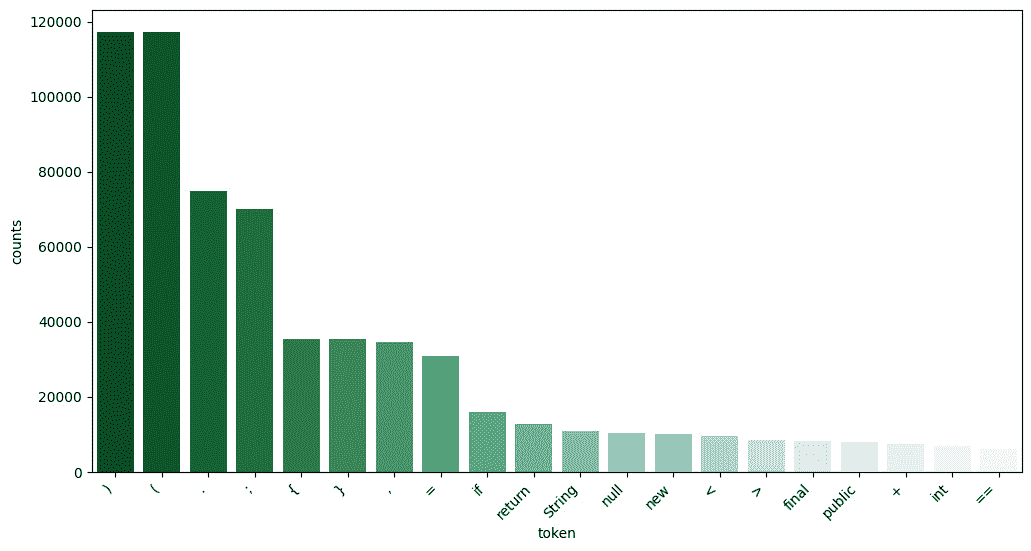 120000
100000
80000
60000
40000
20000
0
counts
) ( . ; { } , = if return String null new < > final public + int ==
token